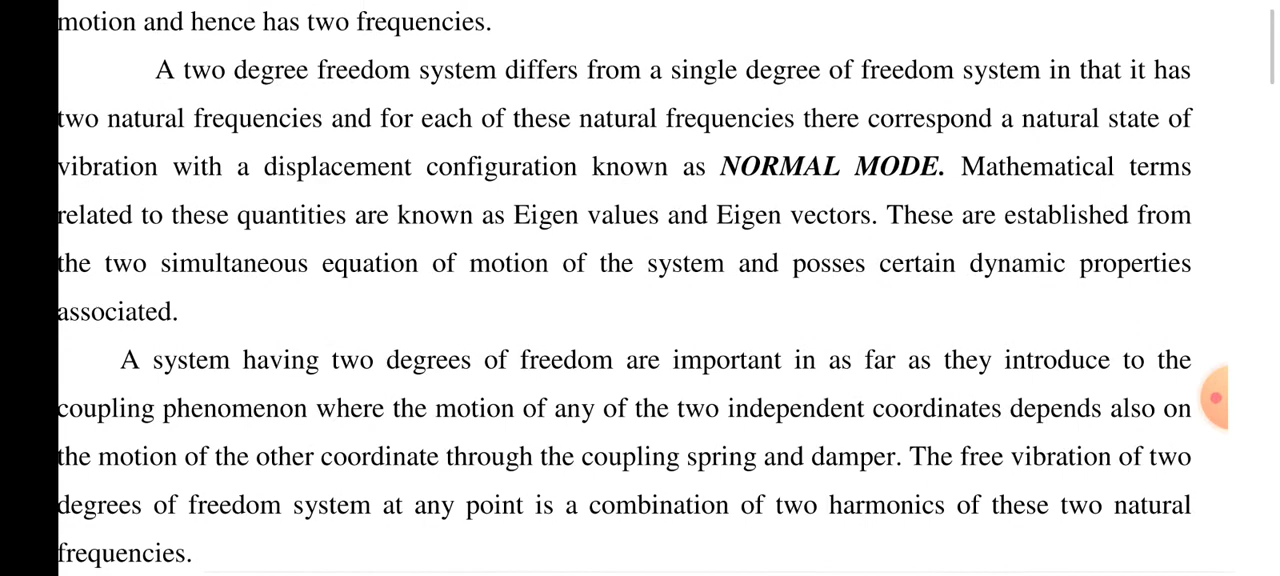 motion and hence has two frequencies.
A two degree freedom system differs from a single degree of freedom system in that it has
two natural frequencies and for each of these natural frequencies there correspond a natural state of
vibration with a displacement configuration known as NORMAL MODE. Mathematical terms
related to these quantities are known as Eigen values and Eigen vectors. These are established from
the two simultaneous equation of motion of the system and posses certain dynamic properties
associated.
A system having two degrees of freedom are important in as far as they introduce to the
coupling phenomenon where the motion of any of the two independent coordinates depends also on
the motion of the other coordinate through the coupling spring and damper. The free vibration of two
degrees of freedom system at any point is a combination of two harmonics of these two natural
frequencies.